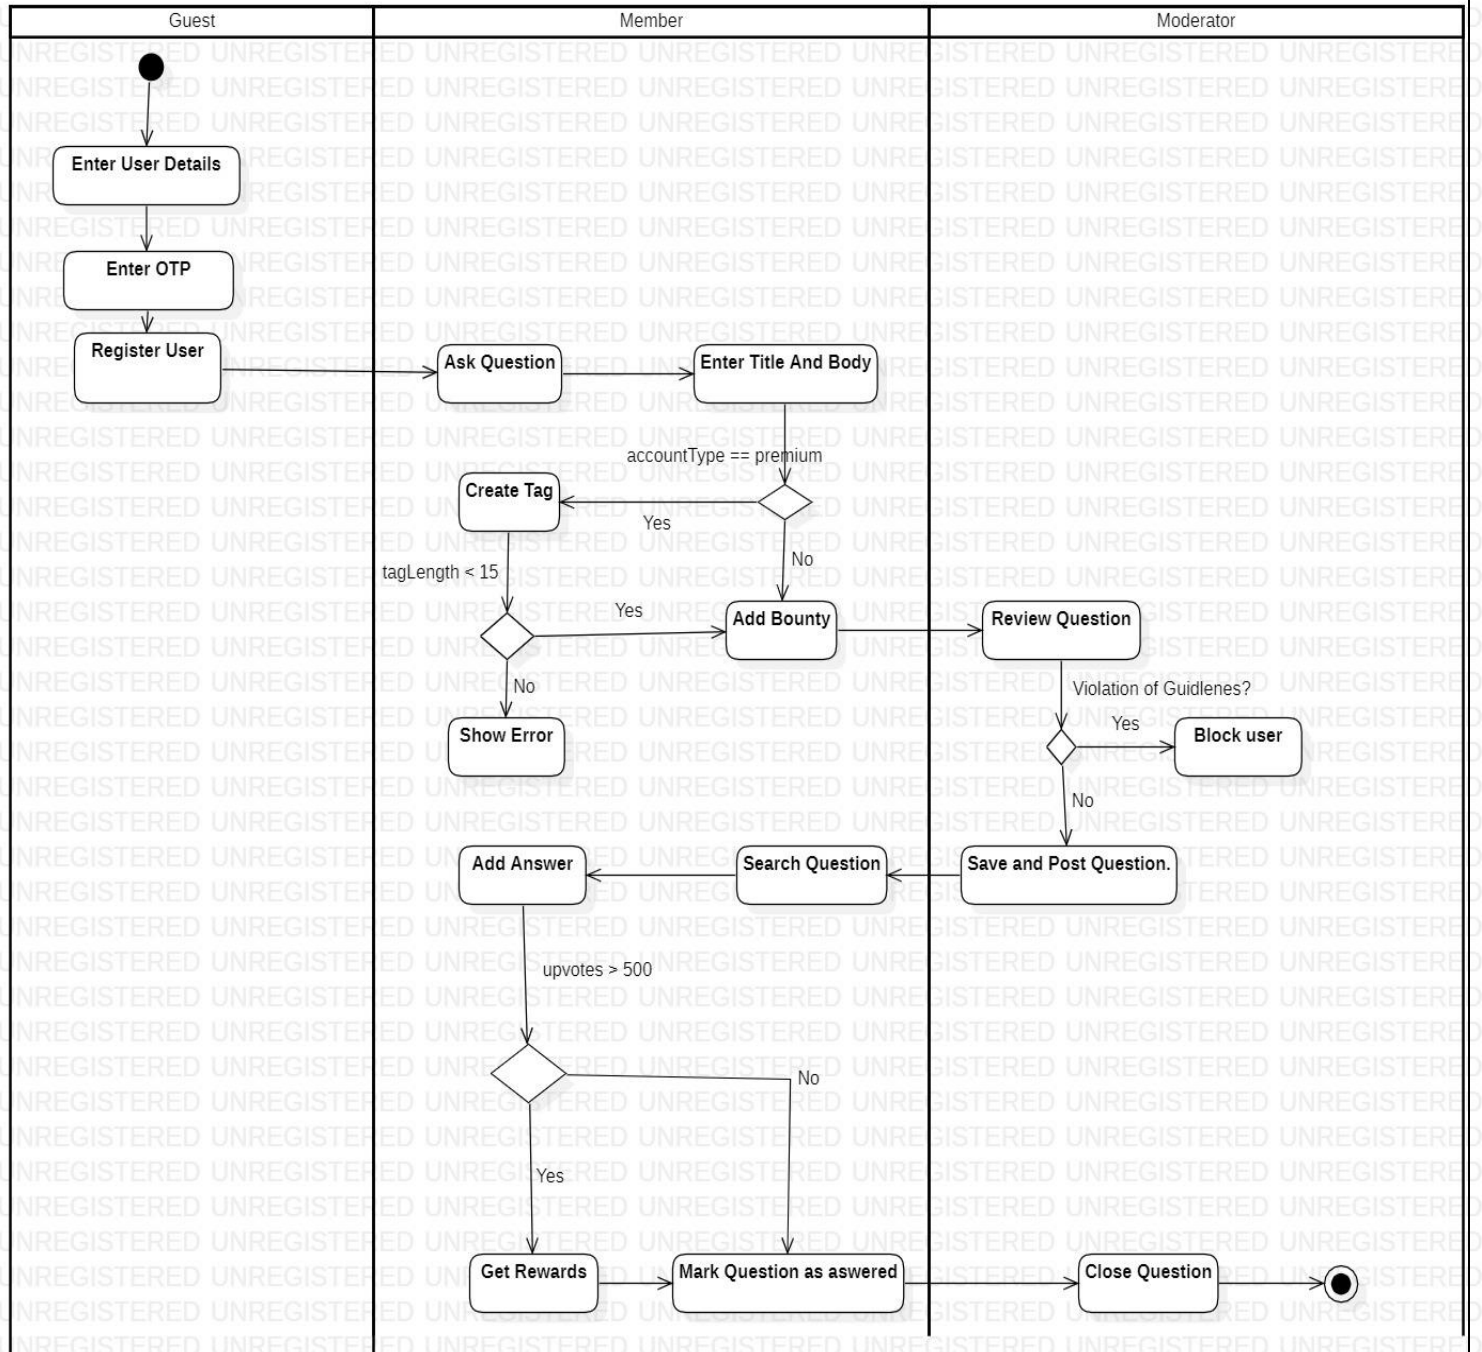 Guest
Member
Moderator
Enter User Details
Enter OTP
Register User
Ask Question
Enter Title And Body
accountType == premium
Create Tag
Yes
No
tagLength < 15
Yes
Add Bounty
Review Question
No
Violation of Guidlenes?
Show Error
Yes
Block user
No
Add Answer
Search Question
Save and Post Question.
upvotes > 500
No
Yes
Get Rewards
Mark Question as aswered
Close Question
UNREGISTERED